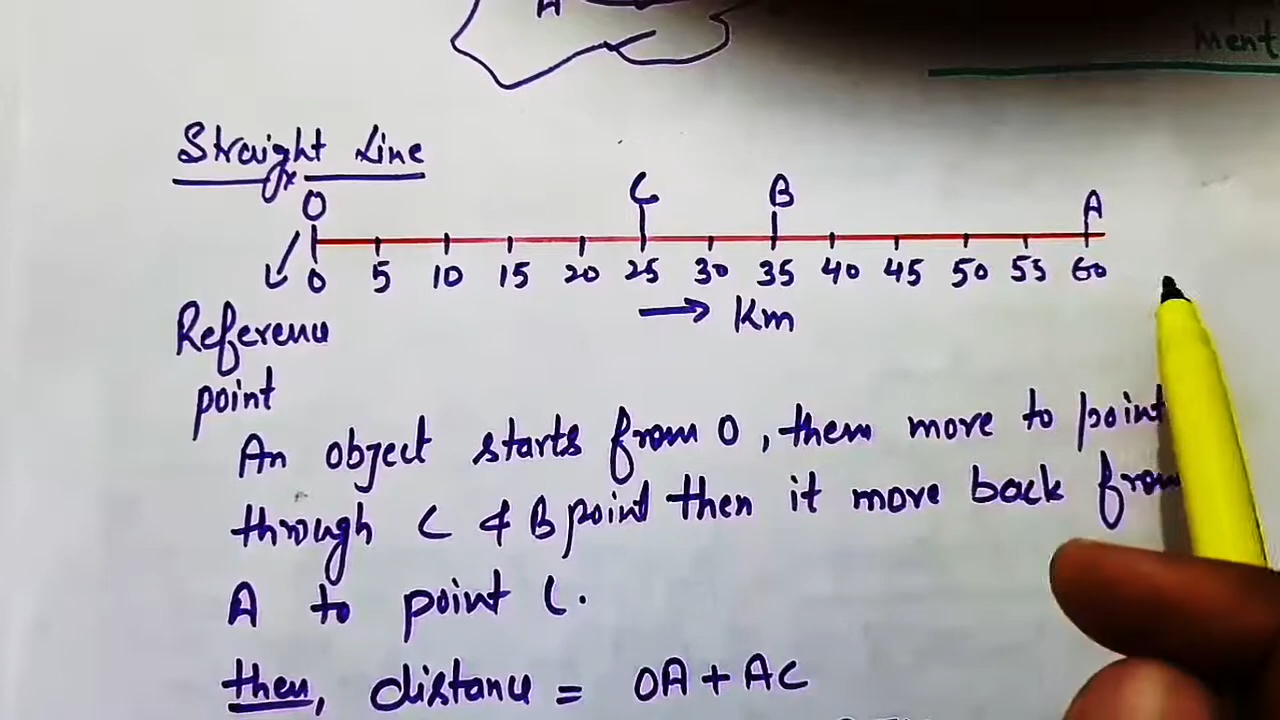 A
Ment
Straight Line
O C B A
0 5 10 15 20 25 30 35 40 45 50 55 60
Km
Reference
point
An object starts from O, them move to point
through C & B point then it move back from
A to point C.
then, distance = OA + AC